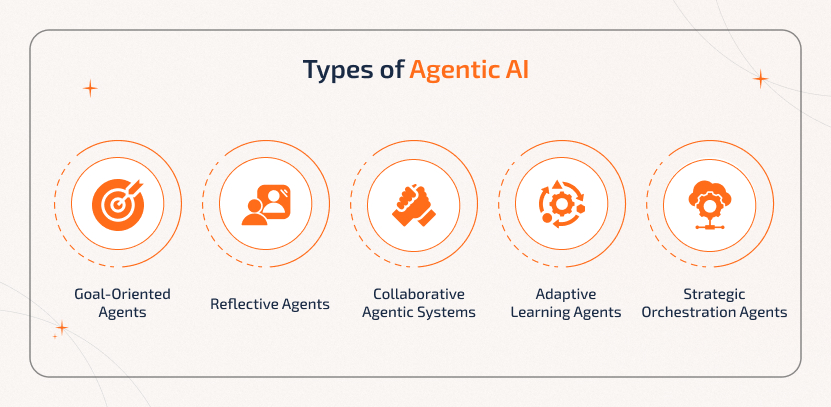 Types of Agentic AI
Goal-Oriented
Agents
Reflective Agents
Collaborative
Agentic Systems
Adaptive
Learning Agents
Strategic
Orchestration Agents